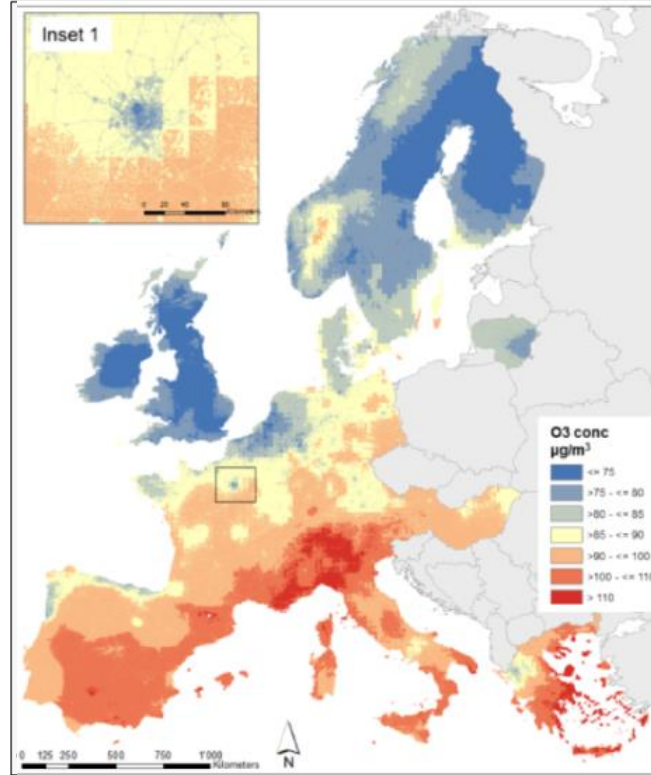 Inset 1
0 20 40 80
Kilometers
O3 conc
µg/m³
<= 75
>75 - <= 80
>80 - <= 85
>85 - <= 90
>90 - <= 100
>100 - <= 110
> 110
0 125 250 500 750 1'000
Kilometers
N